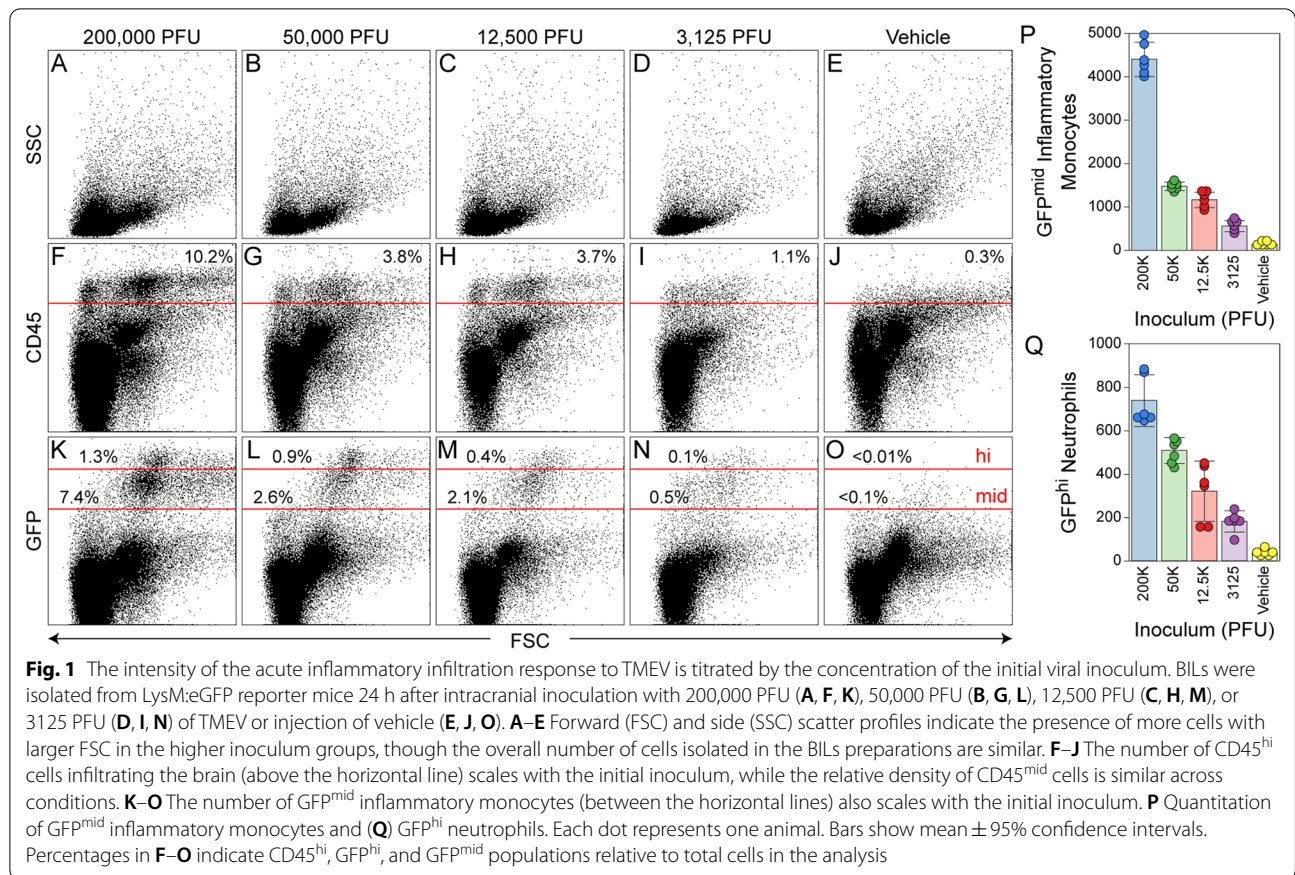 200,000 PFU 50,000 PFU 12,500 PFU 3,125 PFU Vehicle
A B C D E
SSC
F 10.2% G 3.8% H 3.7% I 1.1% J 0.3%
CD45
K 1.3% L 0.9% M 0.4% N 0.1% O <0.01% hi
7.4% 2.6% 2.1% 0.5% <0.1% mid
GFP
FSC
P
GFPmid Inflammatory
Monocytes
5000
4000
3000
2000
1000
0
200K 50K 12.5K 3125 Vehicle
Inoculum (PFU)
Q
GFPhi Neutrophils
1000
800
600
400
200
0
200K 50K 12.5K 3125 Vehicle
Inoculum (PFU)
Fig. 1 The intensity of the acute inflammatory infiltration response to TMEV is titrated by the concentration of the initial viral inoculum. BILs were
isolated from LysM:eGFP reporter mice 24 h after intracranial inoculation with 200,000 PFU (A, F, K), 50,000 PFU (B, G, L), 12,500 PFU (C, H, M), or
3125 PFU (D, I, N) of TMEV or injection of vehicle (E, J, O). A–E Forward (FSC) and side (SSC) scatter profiles indicate the presence of more cells with
larger FSC in the higher inoculum groups, though the overall number of cells isolated in the BILs preparations are similar. F–J The number of CD45hi
cells infiltrating the brain (above the horizontal line) scales with the initial inoculum, while the relative density of CD45mid cells is similar across
conditions. K–O The number of GFPmid inflammatory monocytes (between the horizontal lines) also scales with the initial inoculum. P Quantitation
of GFPmid inflammatory monocytes and (Q) GFPhi neutrophils. Each dot represents one animal. Bars show mean ± 95% confidence intervals.
Percentages in F–O indicate CD45hi, GFPhi, and GFPmid populations relative to total cells in the analysis